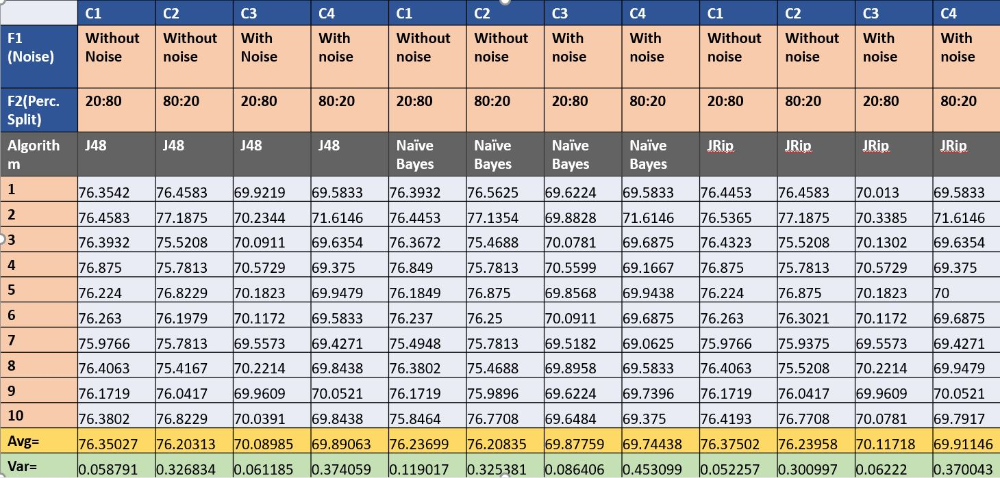 C1 C2 C3 C4 C1 C2 C3 C4 C1 C2 C3 C4
F1 (Noise) Without Noise Without noise With Noise With noise Without noise Without noise With noise With noise Without noise Without noise With noise With noise
F2(Perc. Split) 20:80 80:20 20:80 80:20 20:80 80:20 20:80 80:20 20:80 80:20 20:80 80:20
Algorithm J48 J48 J48 J48 Naïve Bayes Naïve Bayes Naïve Bayes Naïve Bayes JRip JRip JRip JRip
1 76.3542 76.4583 69.9219 69.5833 76.3932 76.5625 69.6224 69.5833 76.4453 76.4583 70.013 69.5833
2 76.4583 77.1875 70.2344 71.6146 76.4453 77.1354 69.8828 71.6146 76.5365 77.1875 70.3385 71.6146
3 76.3932 75.5208 70.0911 69.6354 76.3672 75.4688 70.0781 69.6875 76.4323 75.5208 70.1302 69.6354
4 76.875 75.7813 70.5729 69.375 76.849 75.7813 70.5599 69.1667 76.875 75.7813 70.5729 69.375
5 76.224 76.8229 70.1823 69.9479 76.1849 76.875 69.8568 69.9438 76.224 76.875 70.1823 70
6 76.263 76.1979 70.1172 69.5833 76.237 76.25 70.0911 69.6875 76.263 76.3021 70.1172 69.6875
7 75.9766 75.7813 69.5573 69.4271 75.4948 75.7813 69.5182 69.0625 75.9766 75.9375 69.5573 69.4271
8 76.4063 75.4167 70.2214 69.8438 76.3802 75.4688 69.8958 69.5833 76.4063 75.5208 70.2214 69.9479
9 76.1719 76.0417 69.9609 70.0521 76.1719 75.9896 69.6224 69.7396 76.1719 76.0417 69.9609 70.0521
10 76.3802 76.8229 70.0391 69.8438 75.8464 76.7708 69.6484 69.375 76.4193 76.7708 70.0781 69.7917
Avg= 76.35027 76.20313 70.08985 69.89063 76.23699 76.20835 69.87759 69.74438 76.37502 76.23958 70.11718 69.91146
Var= 0.058791 0.326834 0.061185 0.374059 0.119017 0.325381 0.086406 0.453099 0.052257 0.300997 0.06222 0.370043